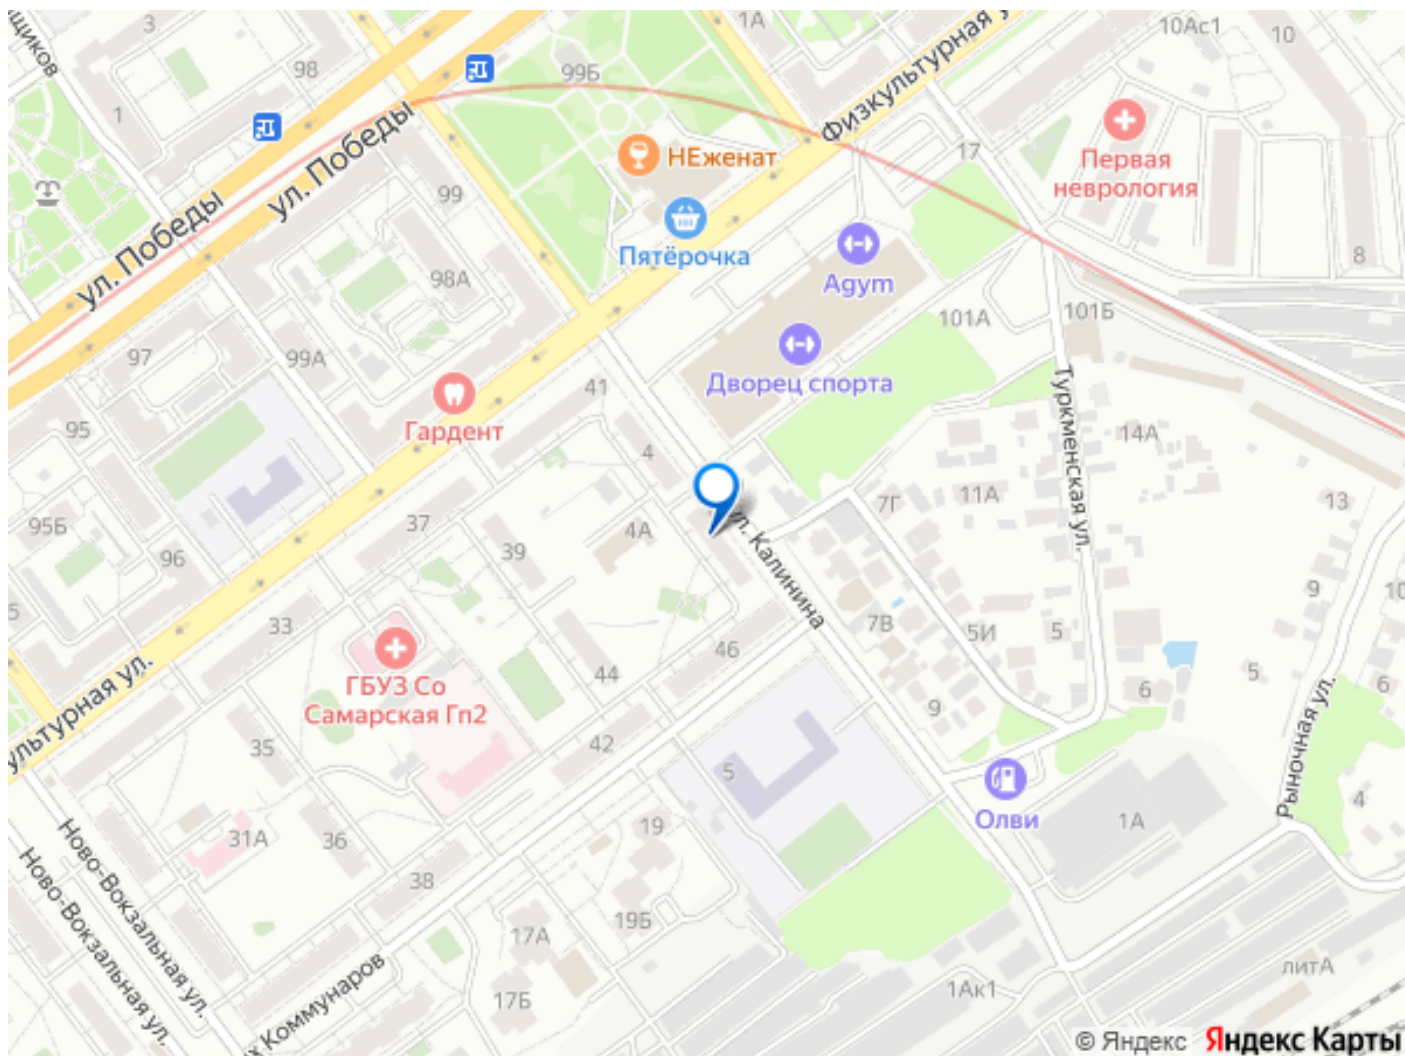 щиков
3
98
1
1А
99Б
Физкультурная у
10Ас1
10
ул. Победы
ул. Победы
НЕженат
Пятёрочка
17
Первая
неврология
8
99
98А
Agym
101А
101Б
97
99А
Дворец спорта
Гардент
41
4
95
95Б
96
37
39
4А
ул. Калинина
7Г
11А
14А
Туркменская ул.
13
9
10
5
33
ГБУЗ Со
Самарская Гп2
44
46
7В
5И
5
9
6
5
6
Рыночная ул.
4
культурная ул.
35
42
5
Олви
1А
31А
36
19
38
Ново-Вокзальная ул.
Ново-Вокзальная ул.
19Б
17А
17Б
х Коммунаров
1Ак1
литА
© Яндекс Яндекс Карты